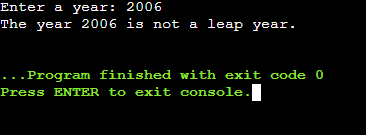 Enter a year: 2006
The year 2006 is not a leap year.
...Program finished with exit code 0
Press ENTER to exit console.